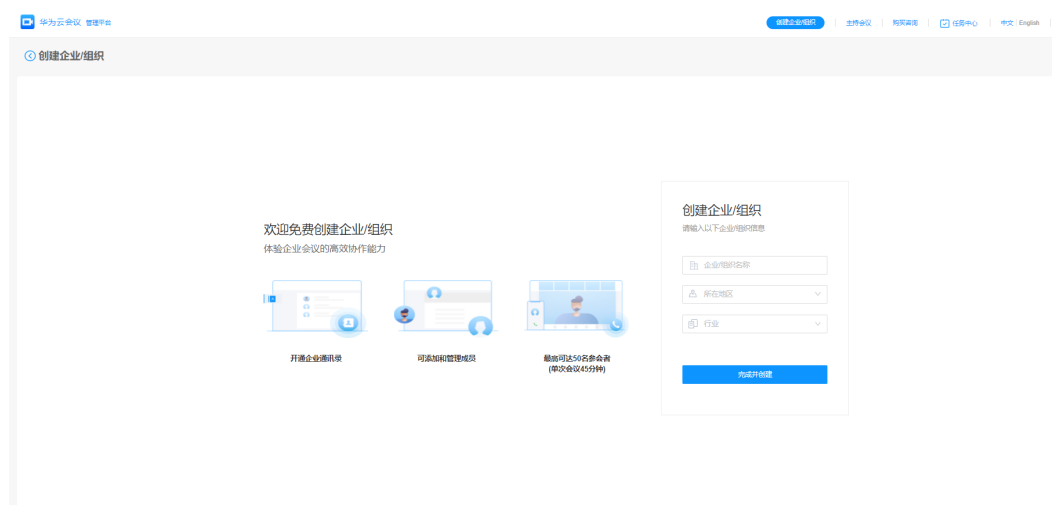 华为云会议 管理平台
创建企业/组织
主持会议
购买咨询
任务中心
中文 | English
创建企业/组织
欢迎免费创建企业/组织
体验企业会议的高效协作能力
开通企业通讯录
可添加和管理成员
最高可达50名参会者
(单次会议45分钟)
创建企业/组织
请输入以下企业/组织信息
企业/组织名称
所在地区
行业
完成并创建